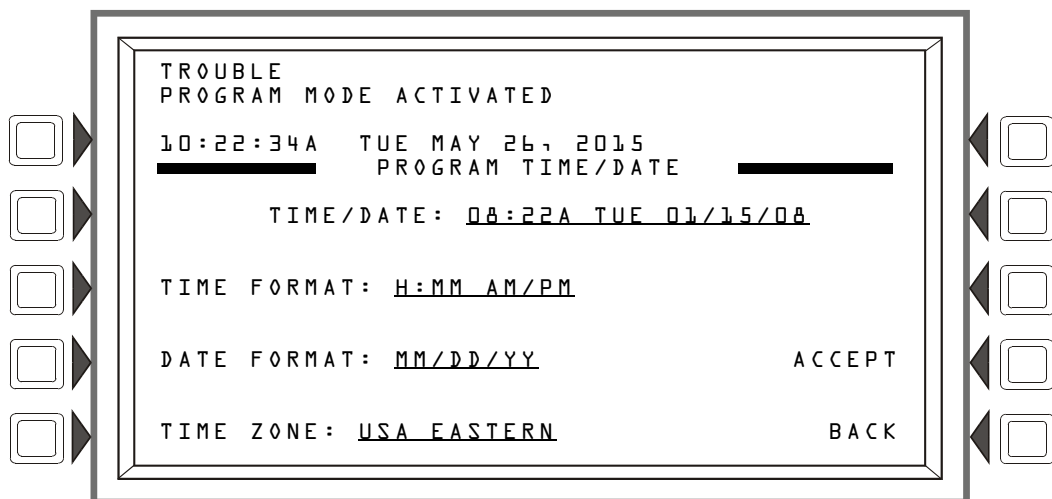 TROUBLE
PROGRAM MODE ACTIVATED
10:22:34A TUE MAY 26, 2015
PROGRAM TIME/DATE
TIME/DATE: 08:22A TUE 01/15/08
TIME FORMAT: H:MM AM/PM
DATE FORMAT: MM/DD/YY ACCEPT
TIME ZONE: USA EASTERN BACK